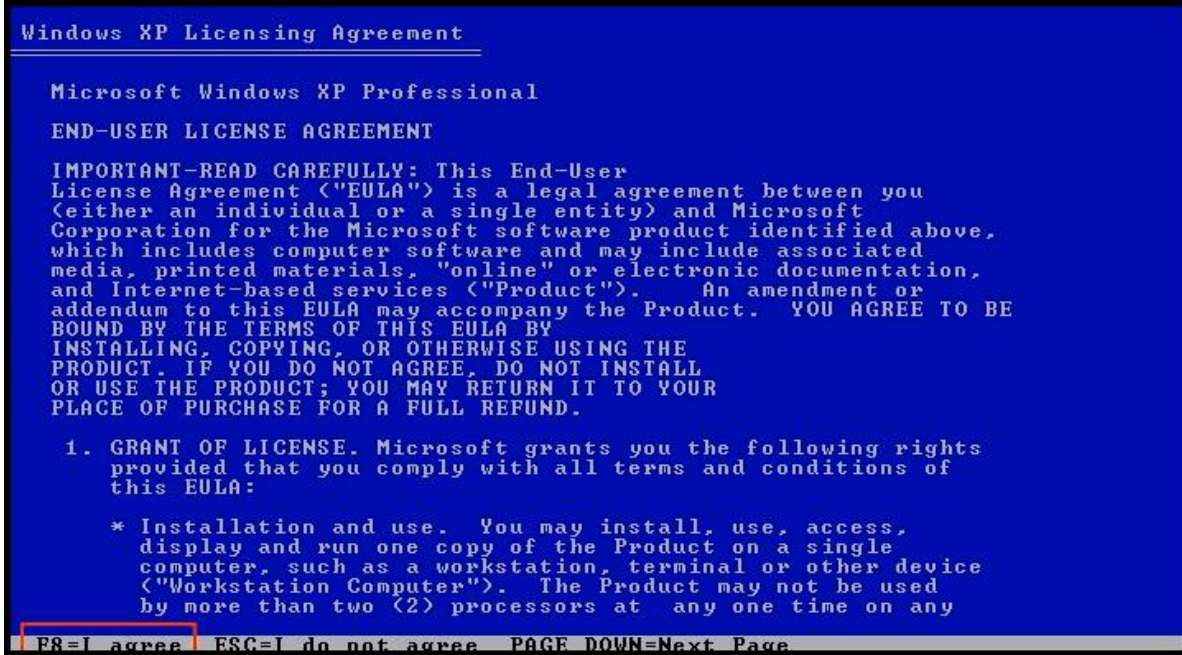 Windows XP Licensing Agreement
Microsoft Windows XP Professional
END-USER LICENSE AGREEMENT
IMPORTANT-READ CAREFULLY: This End-User
License Agreement ("EULA") is a legal agreement between you
(either an individual or a single entity) and Microsoft
Corporation for the Microsoft software product identified above,
which includes computer software and may include associated
media, printed materials, "online" or electronic documentation,
and Internet-based services ("Product").   An amendment or
addendum to this EULA may accompany the Product.  YOU AGREE TO BE
BOUND BY THE TERMS OF THIS EULA BY
INSTALLING, COPYING, OR OTHERWISE USING THE
PRODUCT. IF YOU DO NOT AGREE, DO NOT INSTALL
OR USE THE PRODUCT; YOU MAY RETURN IT TO YOUR
PLACE OF PURCHASE FOR A FULL REFUND.
1. GRANT OF LICENSE. Microsoft grants you the following rights
provided that you comply with all terms and conditions of
this EULA:
* Installation and use.  You may install, use, access,
display and run one copy of the Product on a single
computer, such as a workstation, terminal or other device
("Workstation Computer").  The Product may not be used
by more than two (2) processors at  any one time on any
F8=I agree  ESC=I do not agree  PAGE DOWN=Next Page